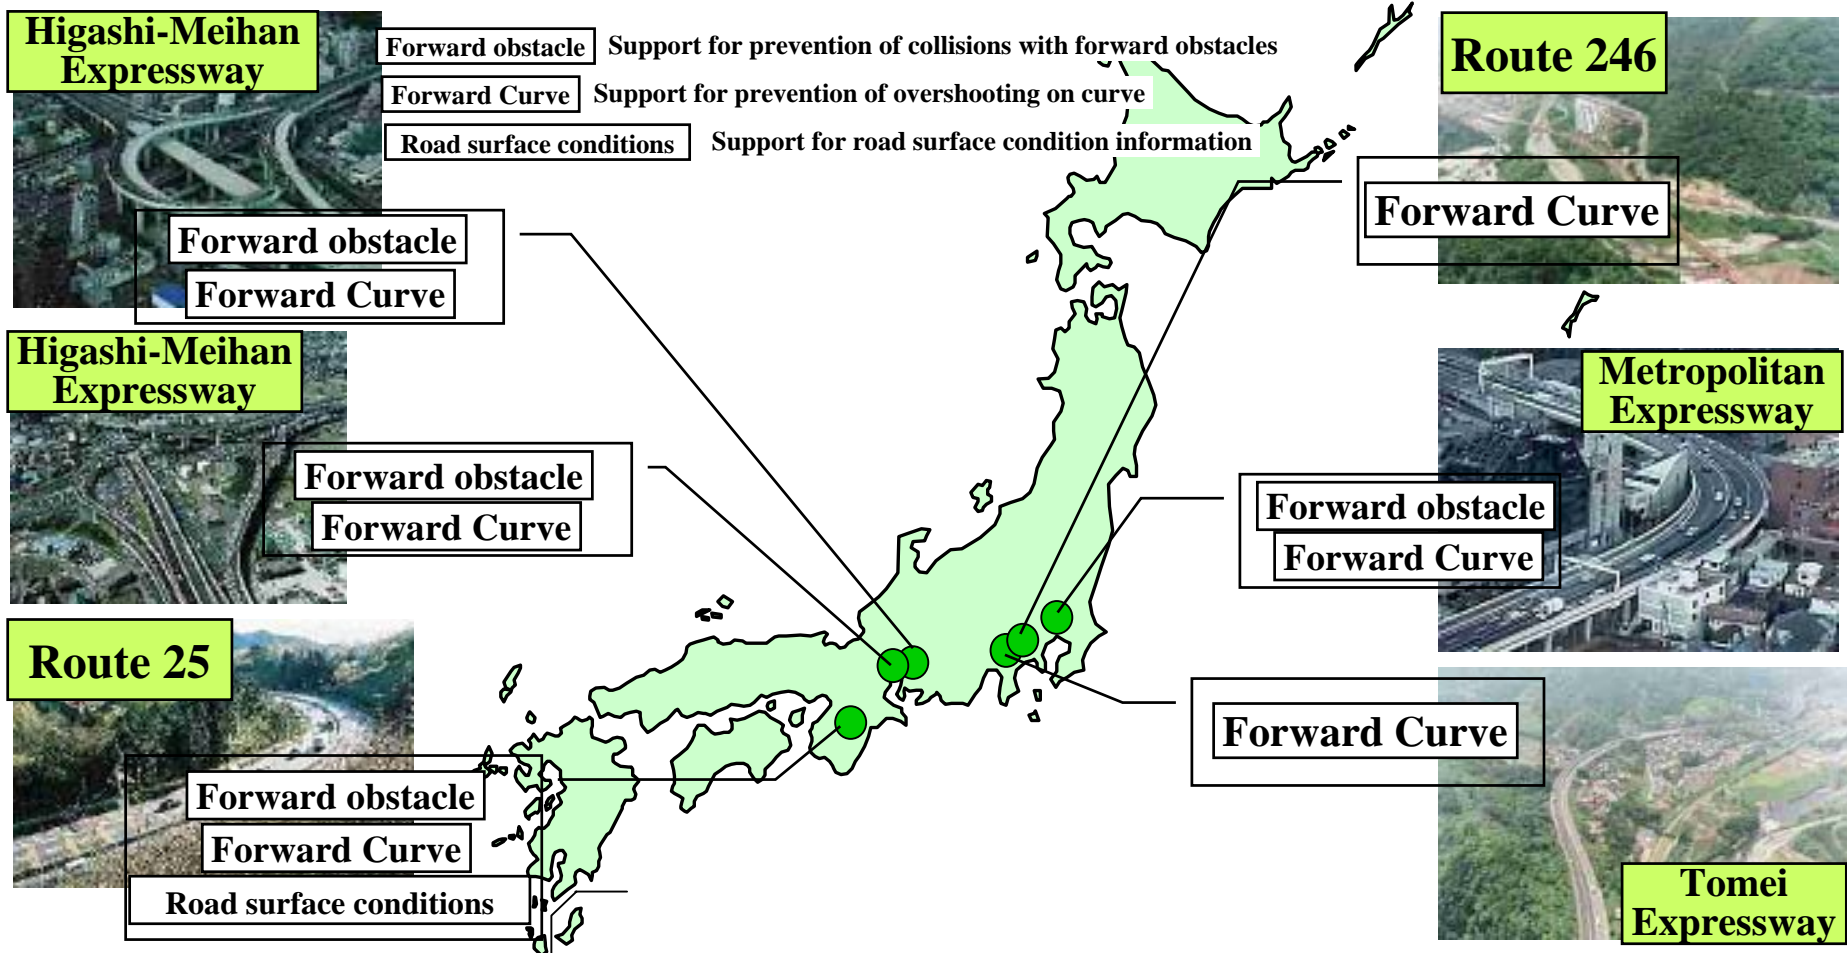 Higashi-Meihan
Expressway
Forward obstacle Support for prevention of collisions with forward obstacles
Forward Curve Support for prevention of overshooting on curve
Road surface conditions Support for road surface condition information
Route 246
Forward Curve
Forward obstacle
Forward Curve
Higashi-Meihan
Expressway
Forward obstacle
Forward Curve
Metropolitan
Expressway
Forward obstacle
Forward Curve
Route 25
Forward obstacle
Forward Curve
Road surface conditions
Forward Curve
Tomei
Expressway